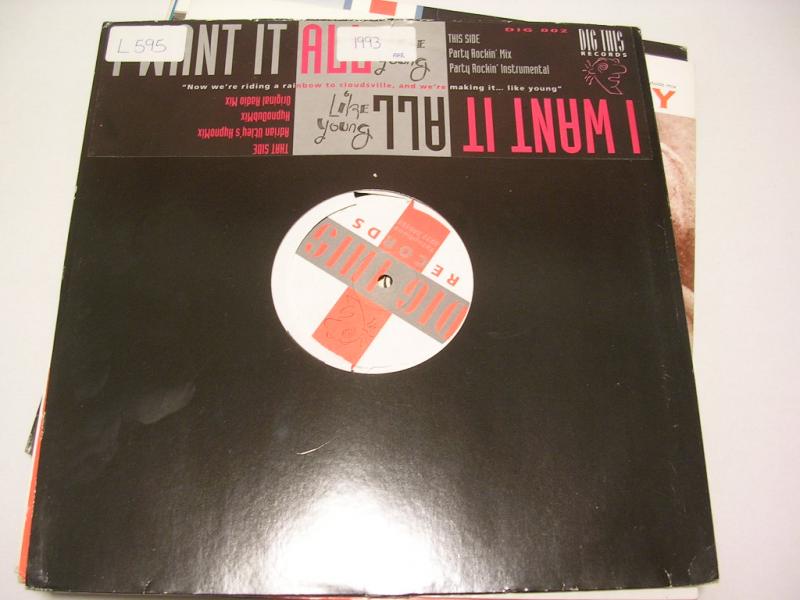 L 595
1993
I WANT IT ALL
Like young
THIS SIDE
Party Rockin' Mix
Party Rockin' Instrumental
DIG 002
DIG THIS
RECORDS
"Now we're riding a rainbow to cloudsville, and we're making it... like young"
I WANT IT ALL
Like young
THAT SIDE
Adrian Utley's HypnoMix
HypnoDubMix
Original Radio Mix
DIG THIS
RECORDS
Y